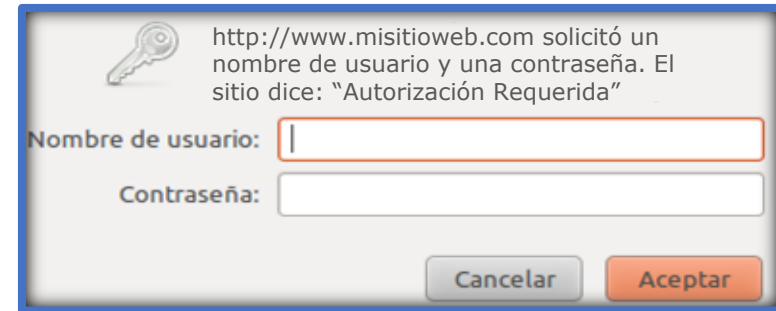 http://www.misitioweb.com solicitó un
nombre de usuario y una contraseña. El
sitio dice: “Autorización Requerida”
Nombre de usuario:
Contraseña:
Cancelar Aceptar